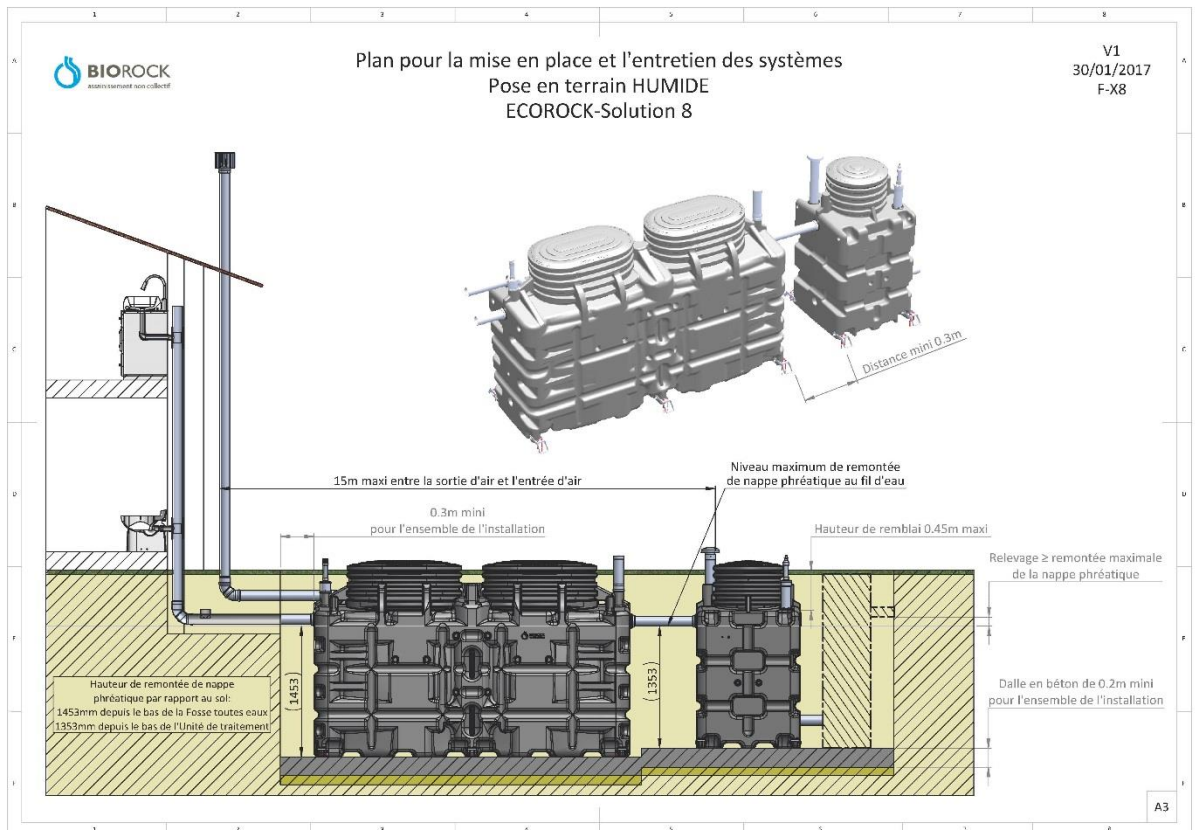 BIOROCK
assainissement non collectif
Plan pour la mise en place et l'entretien des systèmes
Pose en terrain HUMIDE
ECOROCK-Solution 8
V1
30/01/2017
F-X8
Distance mini 0.3m
15m maxi entre la sortie d'air et l'entrée d'air
Niveau maximum de remontée
de nappe phréatique au fil d'eau
0.3m mini
pour l'ensemble de l'installation
Hauteur de remblai 0.45m maxi
Relevage ≥ remontée maximale
de la nappe phréatique
(1453)
(1353)
Hauteur de remontée de nappe
phréatique par rapport au sol:
1453mm depuis le bas de la Fosse toutes eaux
1353mm depuis le bas de l'Unité de traitement
Dalle en béton de 0.2m mini
pour l'ensemble de l'installation
A3